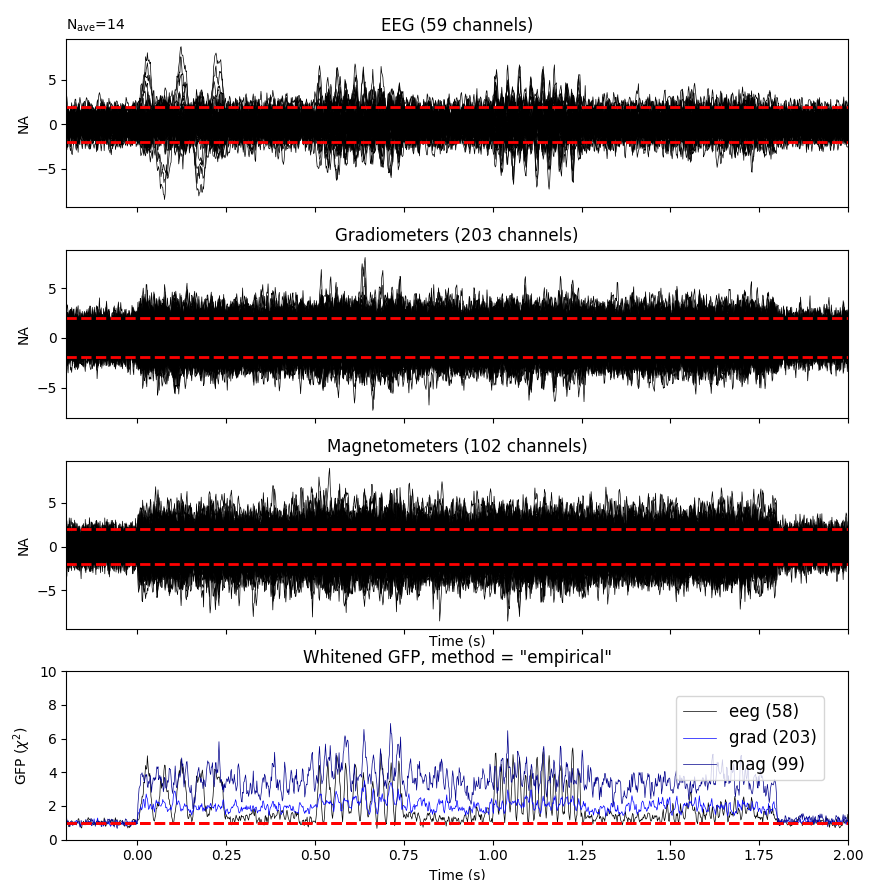 N_ave=14
EEG (59 channels)
5
0
−5
NA
Gradiometers (203 channels)
5
0
−5
NA
Magnetometers (102 channels)
5
0
−5
NA
Time (s)
Whitened GFP, method = "empirical"
10
8
6
4
2
0
GFP (χ²)
eeg (58)
grad (203)
mag (99)
0.00 0.25 0.50 0.75 1.00 1.25 1.50 1.75 2.00
Time (s)